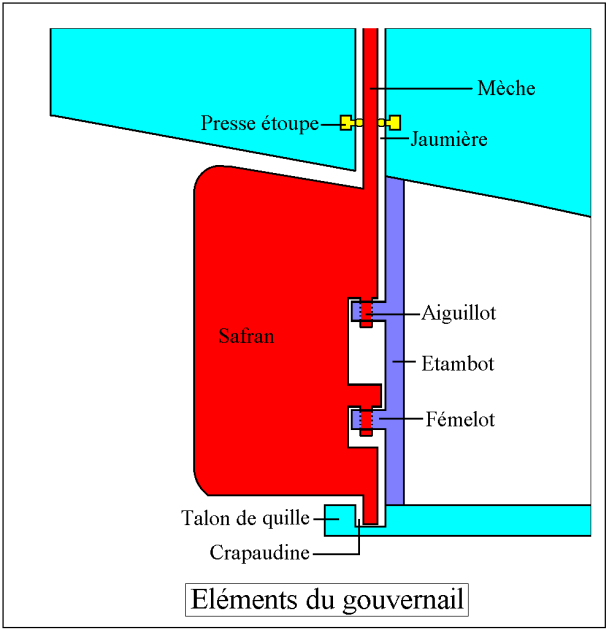 Mèche
Presse étoupe
Jaumière
Aiguillot
Safran
Etambot
Fémelot
Talon de quille
Crapaudine
Eléments du gouvernail